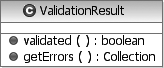 C ValidationResult
validated ( ) : boolean
getErrors ( ) : Collection